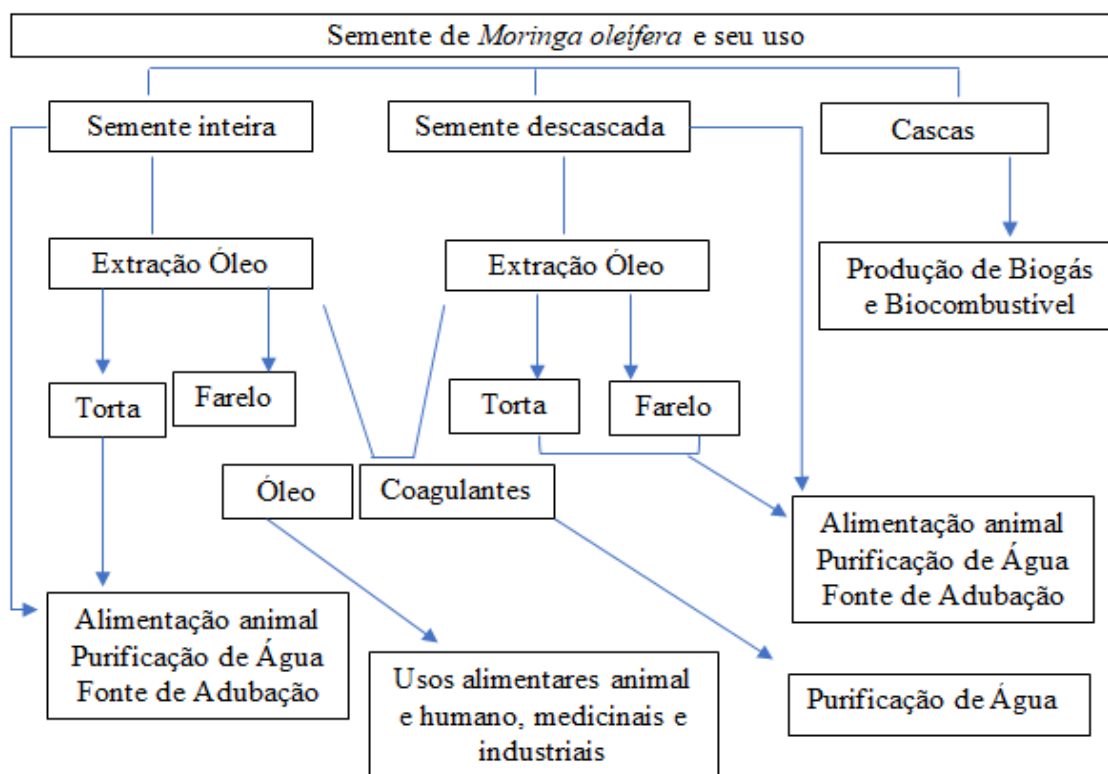 Semente de Moringa oleífera e seu uso
Semente inteira
Semente descascada
Cascas
Extração Óleo
Extração Óleo
Produção de Biogás
e Biocombustível
Torta
Farelo
Torta
Farelo
Óleo
Coagulantes
Alimentação animal
Purificação de Água
Fonte de Adubação
Alimentação animal
Purificação de Água
Fonte de Adubação
Usos alimentares animal
e humano, medicinais e
industriais
Purificação de Água